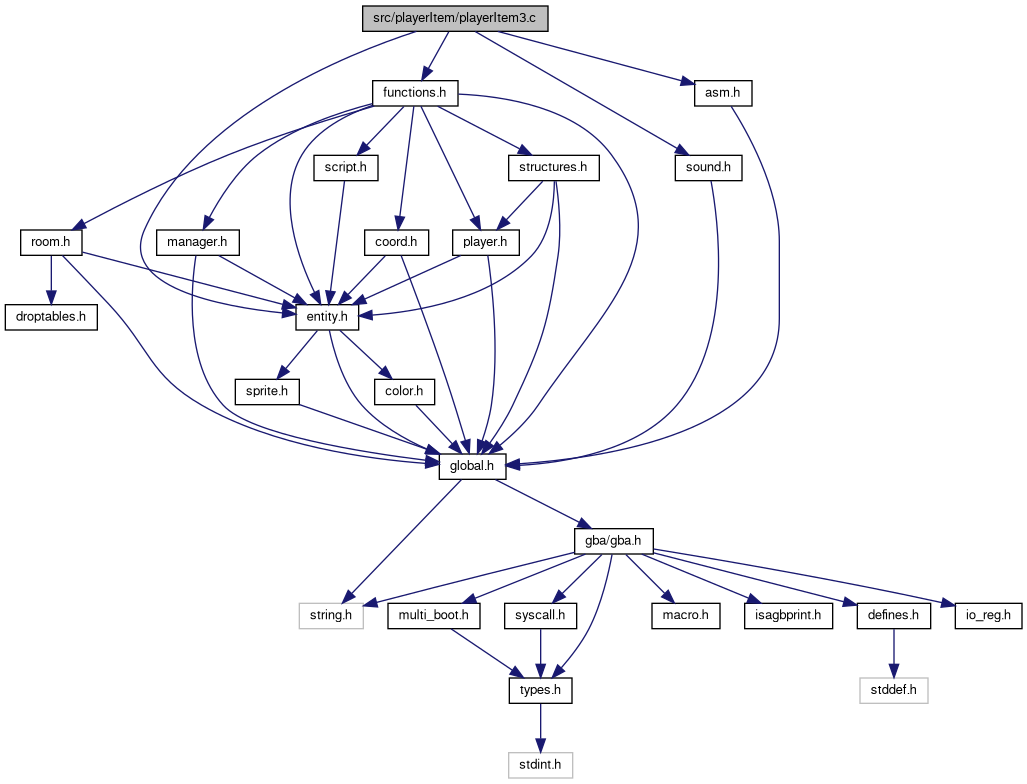 src/playerItem/playerItem3.c
functions.h
asm.h
script.h
structures.h
sound.h
room.h
manager.h
coord.h
player.h
droptables.h
entity.h
sprite.h
color.h
global.h
gba/gba.h
string.h
multi_boot.h
syscall.h
macro.h
isagbprint.h
defines.h
io_reg.h
types.h
stddef.h
stdint.h